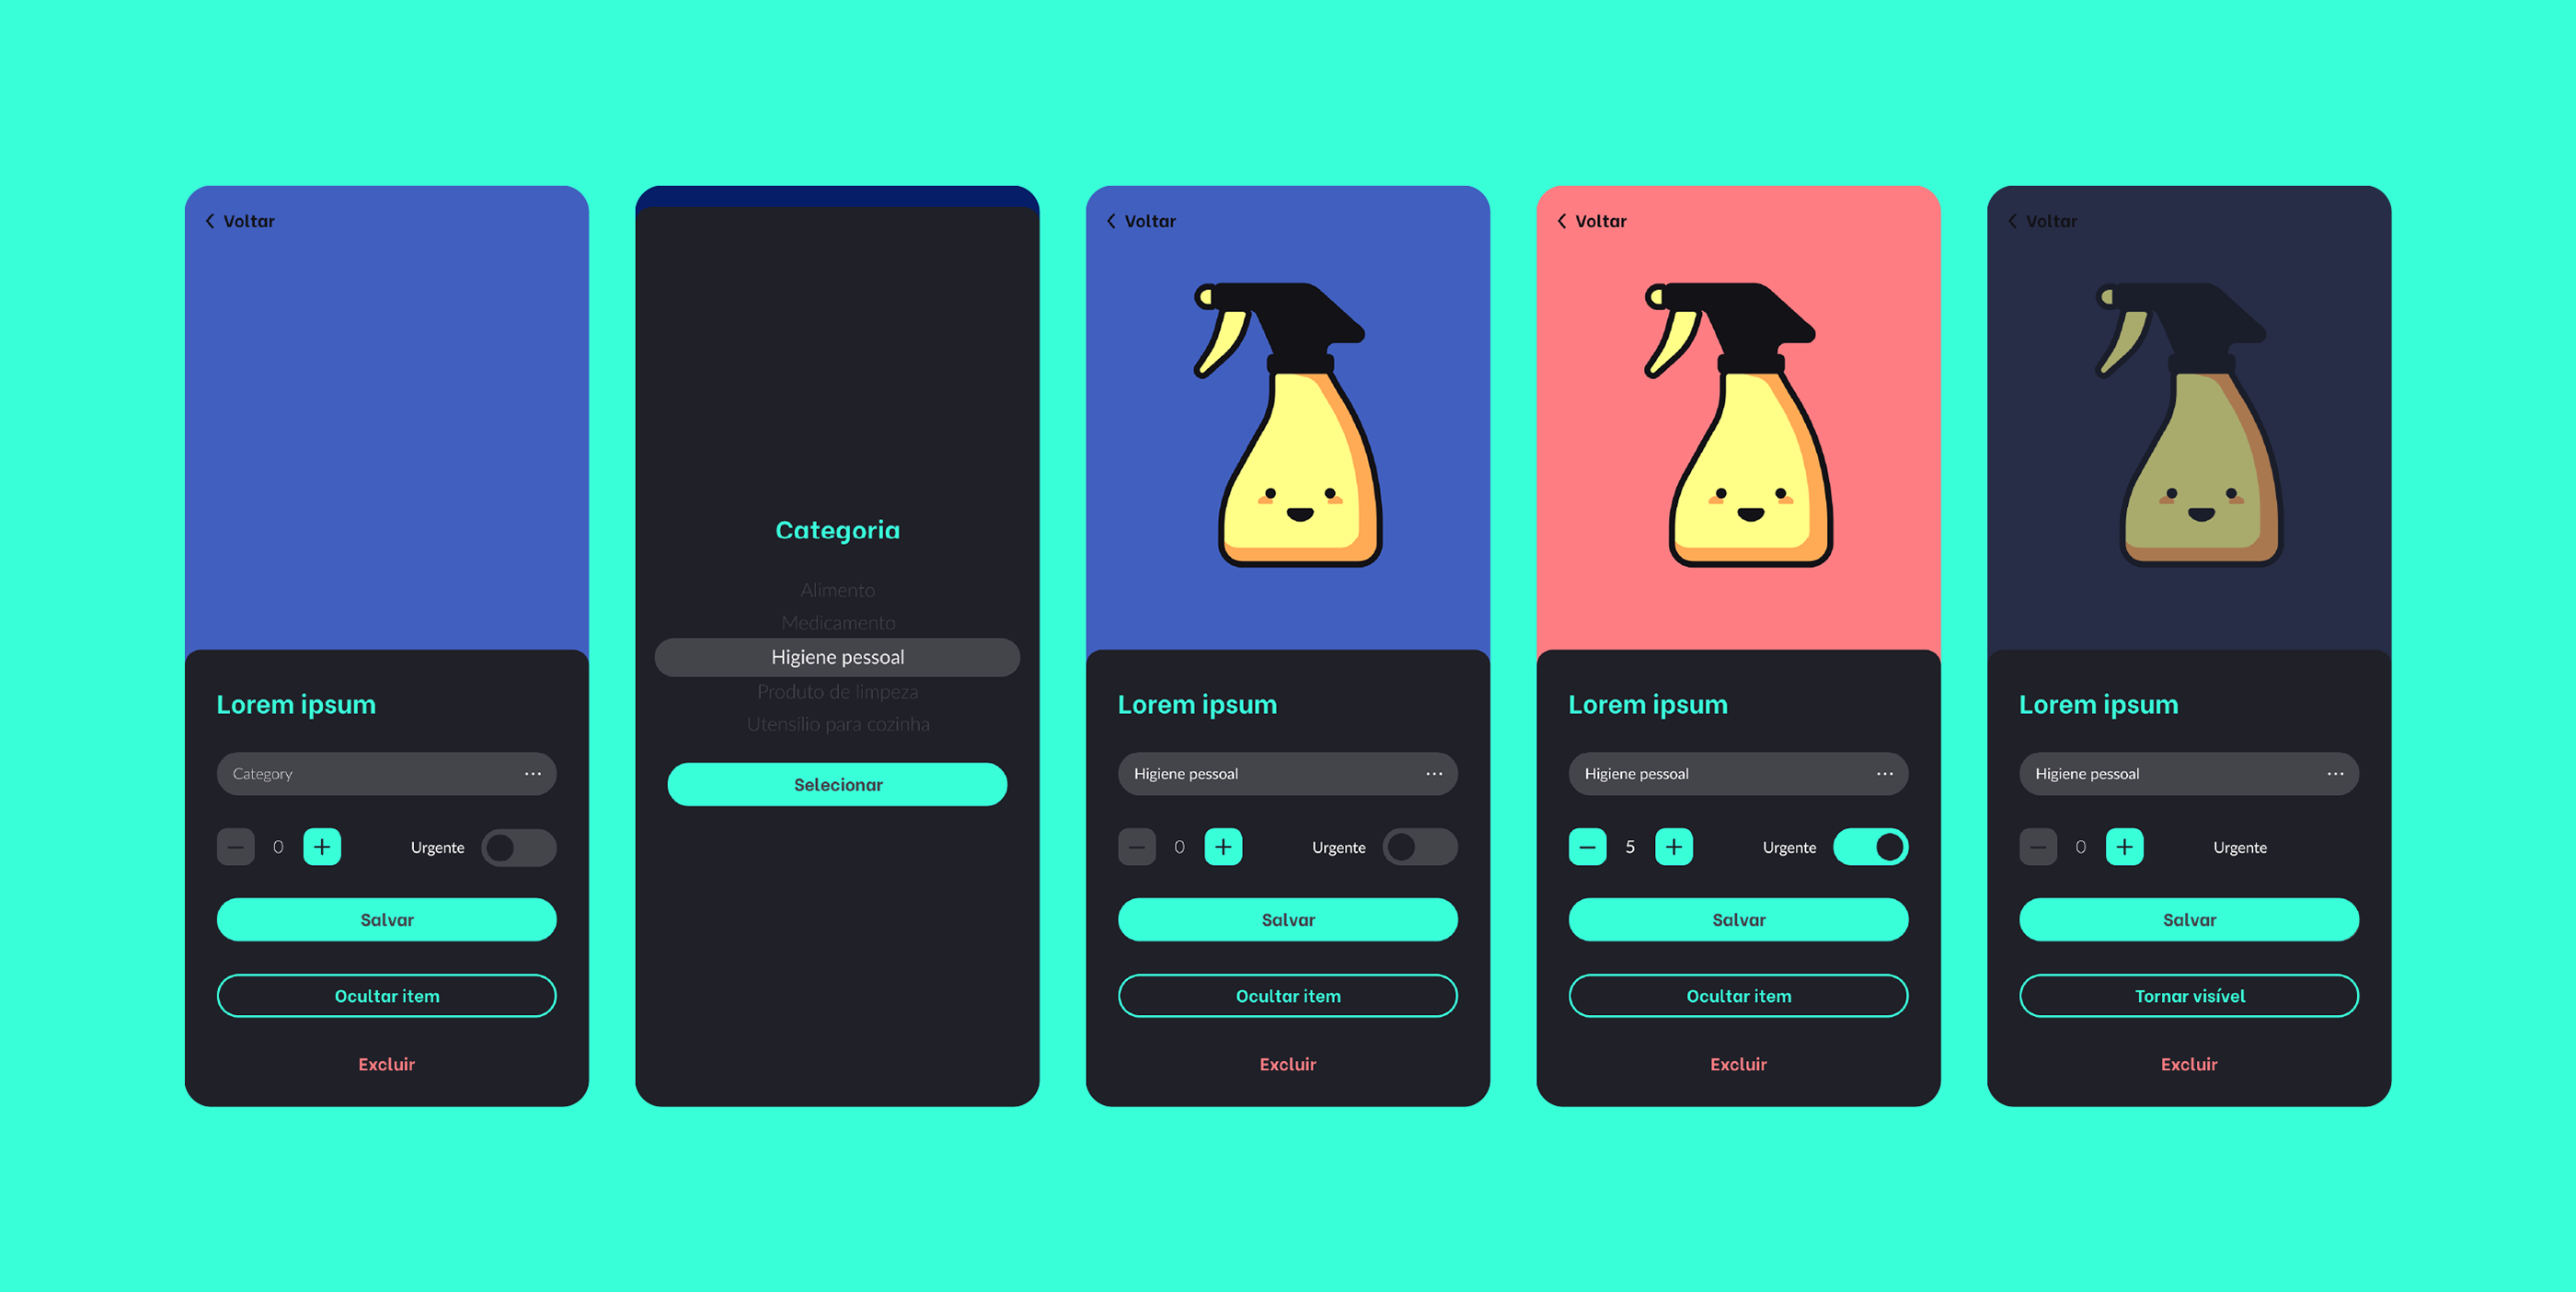 Voltar
Lorem ipsum
Category
0
Urgente
Salvar
Ocultar item
Excluir
Categoria
Alimento
Medicamento
Higiene pessoal
Produto de limpeza
Utensílio para cozinha
Selecionar
Voltar
Lorem ipsum
Higiene pessoal
0
Urgente
Salvar
Ocultar item
Excluir
Voltar
Lorem ipsum
Higiene pessoal
5
Urgente
Salvar
Ocultar item
Excluir
Voltar
Lorem ipsum
Higiene pessoal
0
Urgente
Salvar
Tornar visível
Excluir